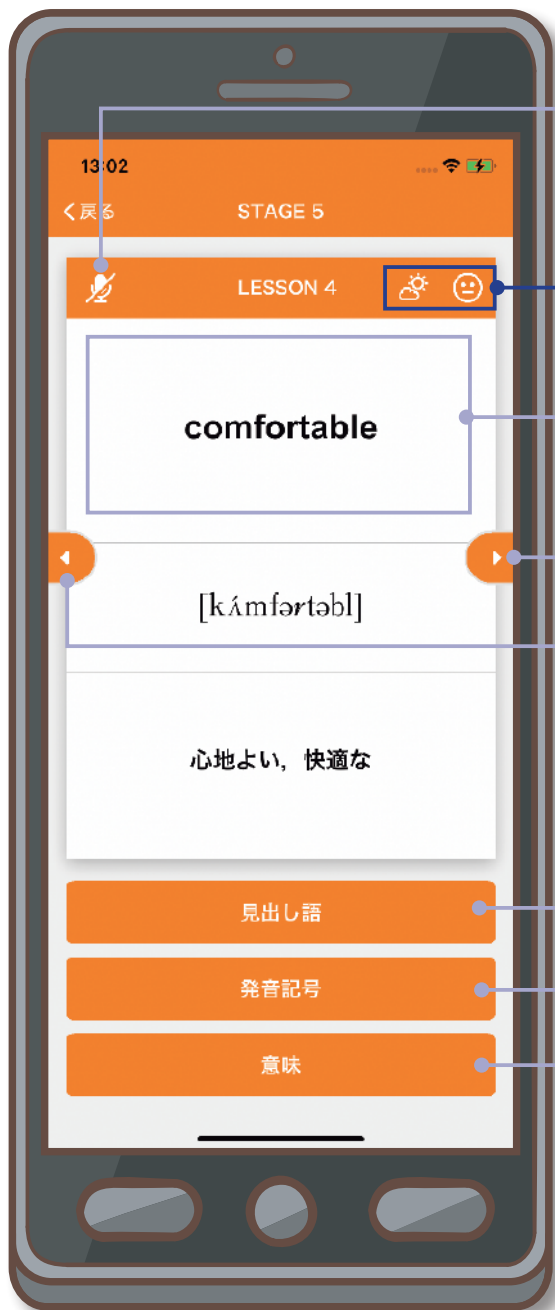 13:02
戻る STAGE 5
LESSON 4
comfortable
[kʌ́mfərtəbl]
心地よい，快適な
見出し語
発音記号
意味